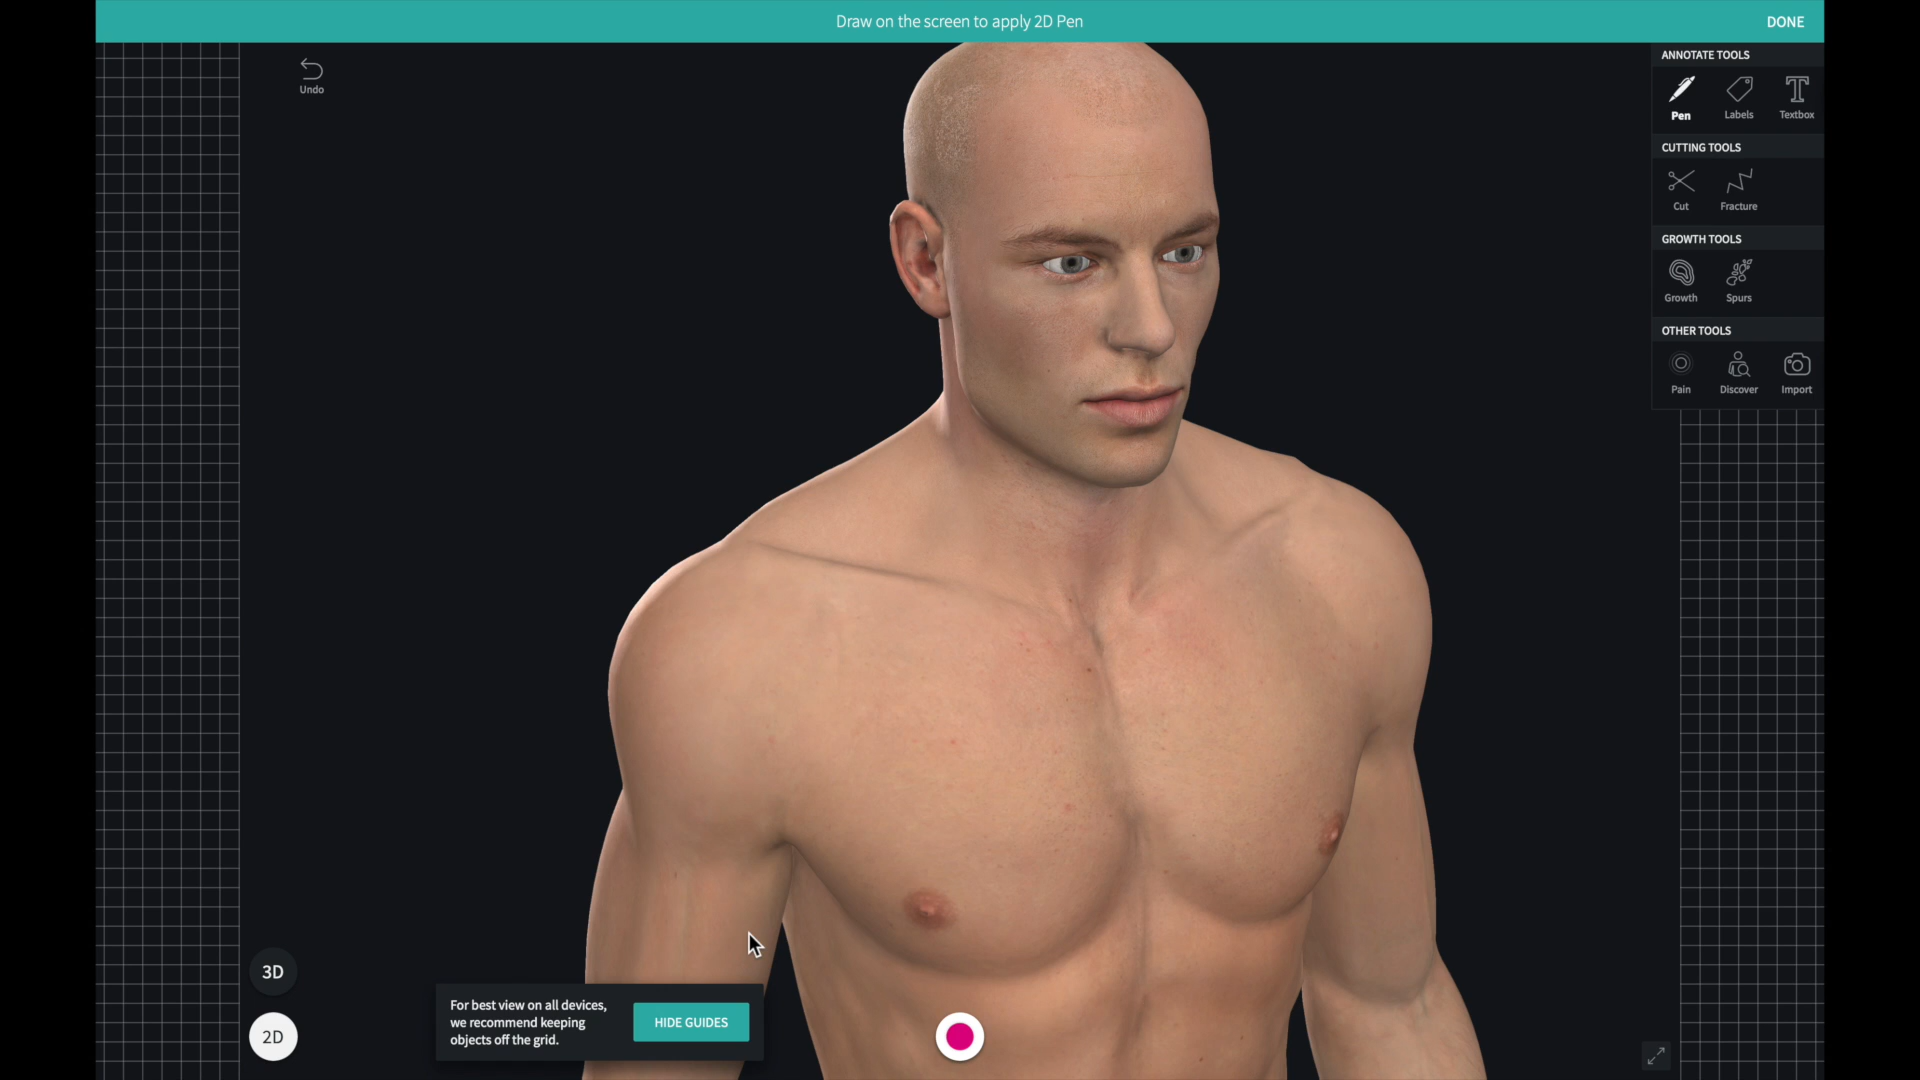 Draw on the screen to apply 2D Pen
DONE
Undo
ANNOTATE TOOLS
Pen
Labels
Textbox
CUTTING TOOLS
Cut
Fracture
GROWTH TOOLS
Growth
Spurs
OTHER TOOLS
Pain
Discover
Import
3D
2D
For best view on all devices,
we recommend keeping
objects off the grid.
HIDE GUIDES